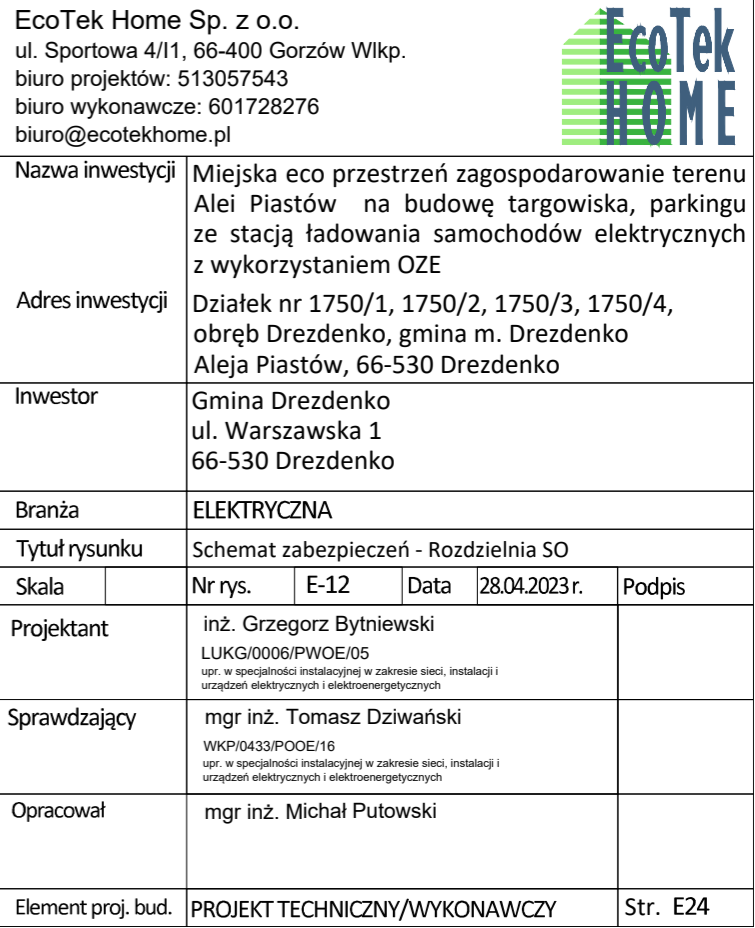 EcoTek Home Sp. z o.o.
ul. Sportowa 4/I1, 66-400 Gorzów Wlkp.
biuro projektów: 513057543
biuro wykonawcze: 601728276
biuro@ecotekhome.pl
EcoTek
HOME
Nazwa inwestycji
Miejska eco przestrzeń zagospodarowanie terenu
Alei Piastów na budowę targowiska, parkingu
ze stacją ładowania samochodów elektrycznych
z wykorzystaniem OZE
Adres inwestycji
Działek nr 1750/1, 1750/2, 1750/3, 1750/4,
obręb Drezdenko, gmina m. Drezdenko
Aleja Piastów, 66-530 Drezdenko
Inwestor
Gmina Drezdenko
ul. Warszawska 1
66-530 Drezdenko
Branża ELEKTRYCZNA
Tytuł rysunku Schemat zabezpieczeń - Rozdzielnia SO
Skala Nr rys. E-12 Data 28.04.2023 r. Podpis
Projektant
inż. Grzegorz Bytniewski
LUKG/0006/PWOE/05
upr. w specjalności instalacyjnej w zakresie sieci, instalacji i
urządzeń elektrycznych i elektroenergetycznych
Sprawdzający
mgr inż. Tomasz Dziwański
WKP/0433/POOE/16
upr. w specjalności instalacyjnej w zakresie sieci, instalacji i
urządzeń elektrycznych i elektroenergetycznych
Opracował mgr inż. Michał Putowski
Element proj. bud. PROJEKT TECHNICZNY/WYKONAWCZY Str. E24